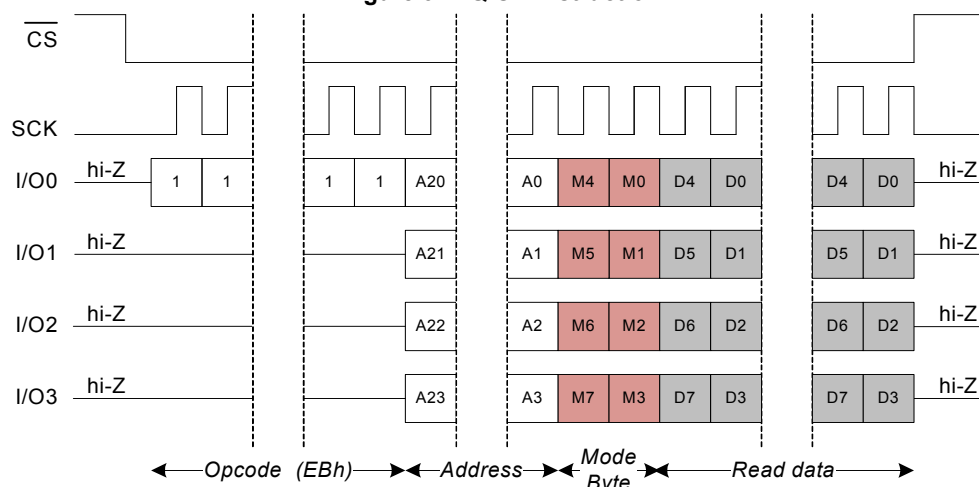 CS
SCK
I/O0 hi-Z 1 1 1 1 A20 A0 M4 M0 D4 D0 D4 D0 hi-Z
I/O1 hi-Z A21 A1 M5 M1 D5 D1 D5 D1 hi-Z
I/O2 hi-Z A22 A2 M6 M2 D6 D2 D6 D2 hi-Z
I/O3 hi-Z A23 A3 M7 M3 D7 D3 D7 D3 hi-Z
Opcode (EBh) Address Mode Read data
Byte